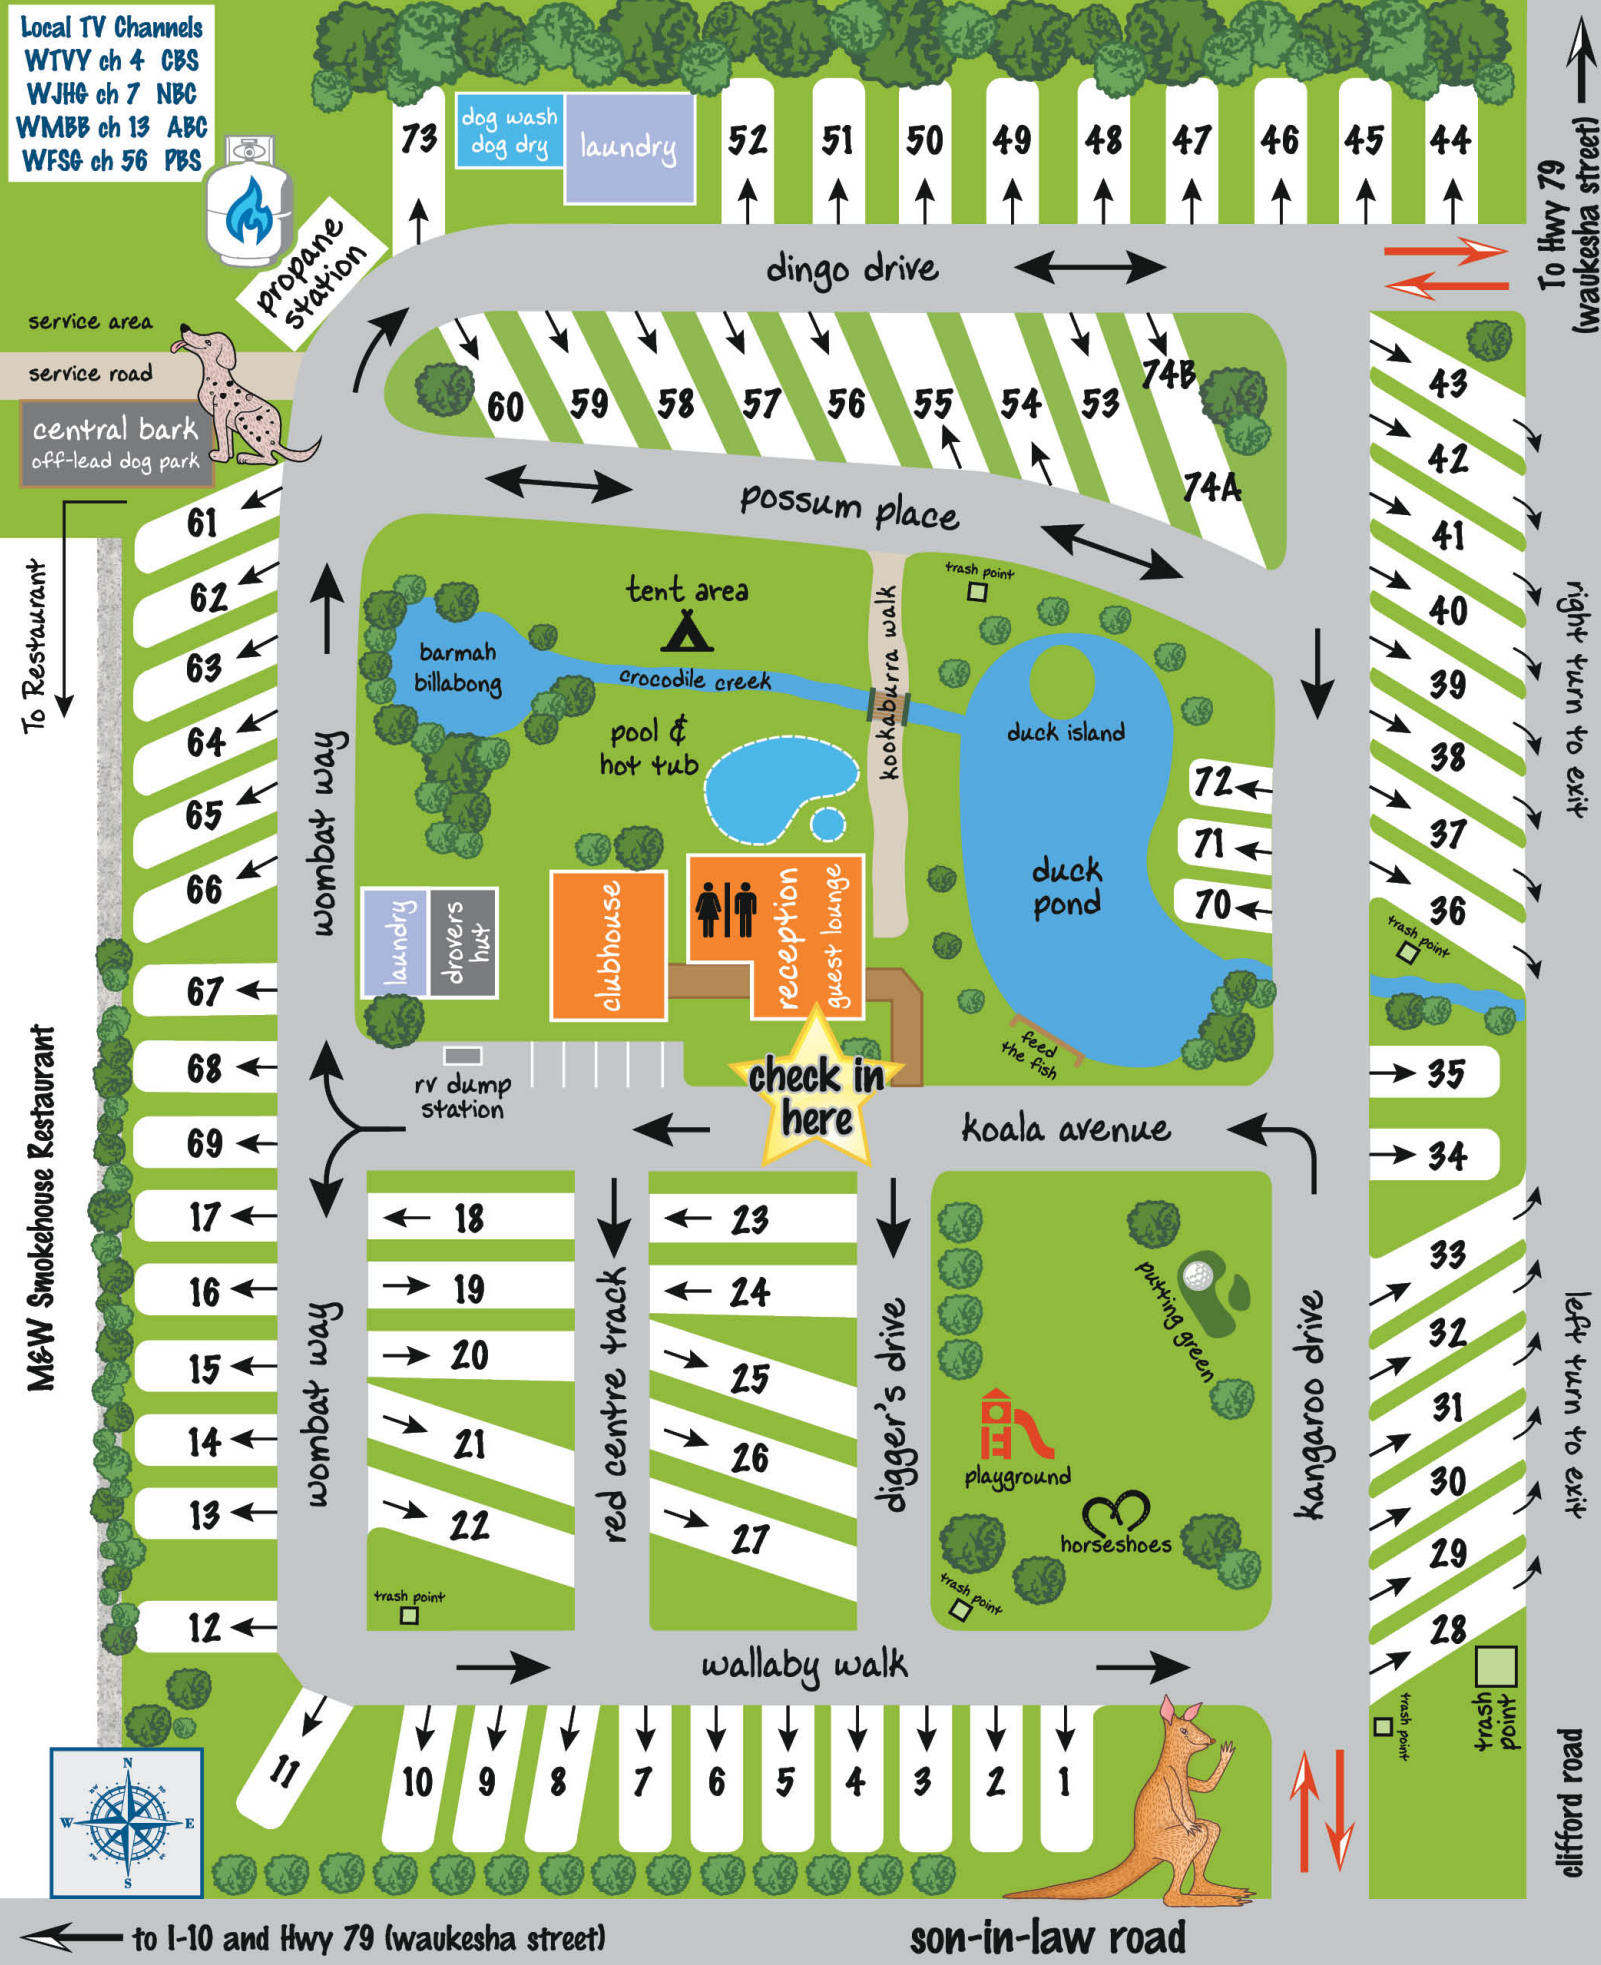 Local TV Channels
WTVY ch 4 CBS
WJHG ch 7 NBC
WMBB ch 13 ABC
WFSG ch 56 PBS
propane
station
73
dog wash
dog dry
laundry
52
51
50
49
48
47
46
45
44
To Hwy 79
(waukesha street)
dingo drive
service area
service road
central bark
off-lead dog park
60
59
58
57
56
55
54
53
74B
74A
possum place
43
42
41
40
39
38
37
36
trash point
right turn to exit
61
62
63
64
65
66
67
68
69
17
16
15
14
13
12
To Restaurant
M&W Smokehouse Restaurant
wombat way
tent area
barmah
billabong
crocodile creek
pool &
hot tub
kookaburra walk
trash point
duck island
duck
pond
72
71
70
laundry
drovers
hut
clubhouse
reception
guest lounge
feed
the fish
rv dump
station
check in
here
koala avenue
35
34
33
32
31
30
29
28
left turn to exit
wombat way
18
19
20
21
22
trash point
red centre track
23
24
25
26
27
digger's drive
putting green
playground
horseshoes
trash point
kangaroo drive
wallaby walk
trash point
trash
point
clifford road
11
10
9
8
7
6
5
4
3
2
1
N
W
E
S
to I-10 and Hwy 79 (waukesha street)
son-in-law road